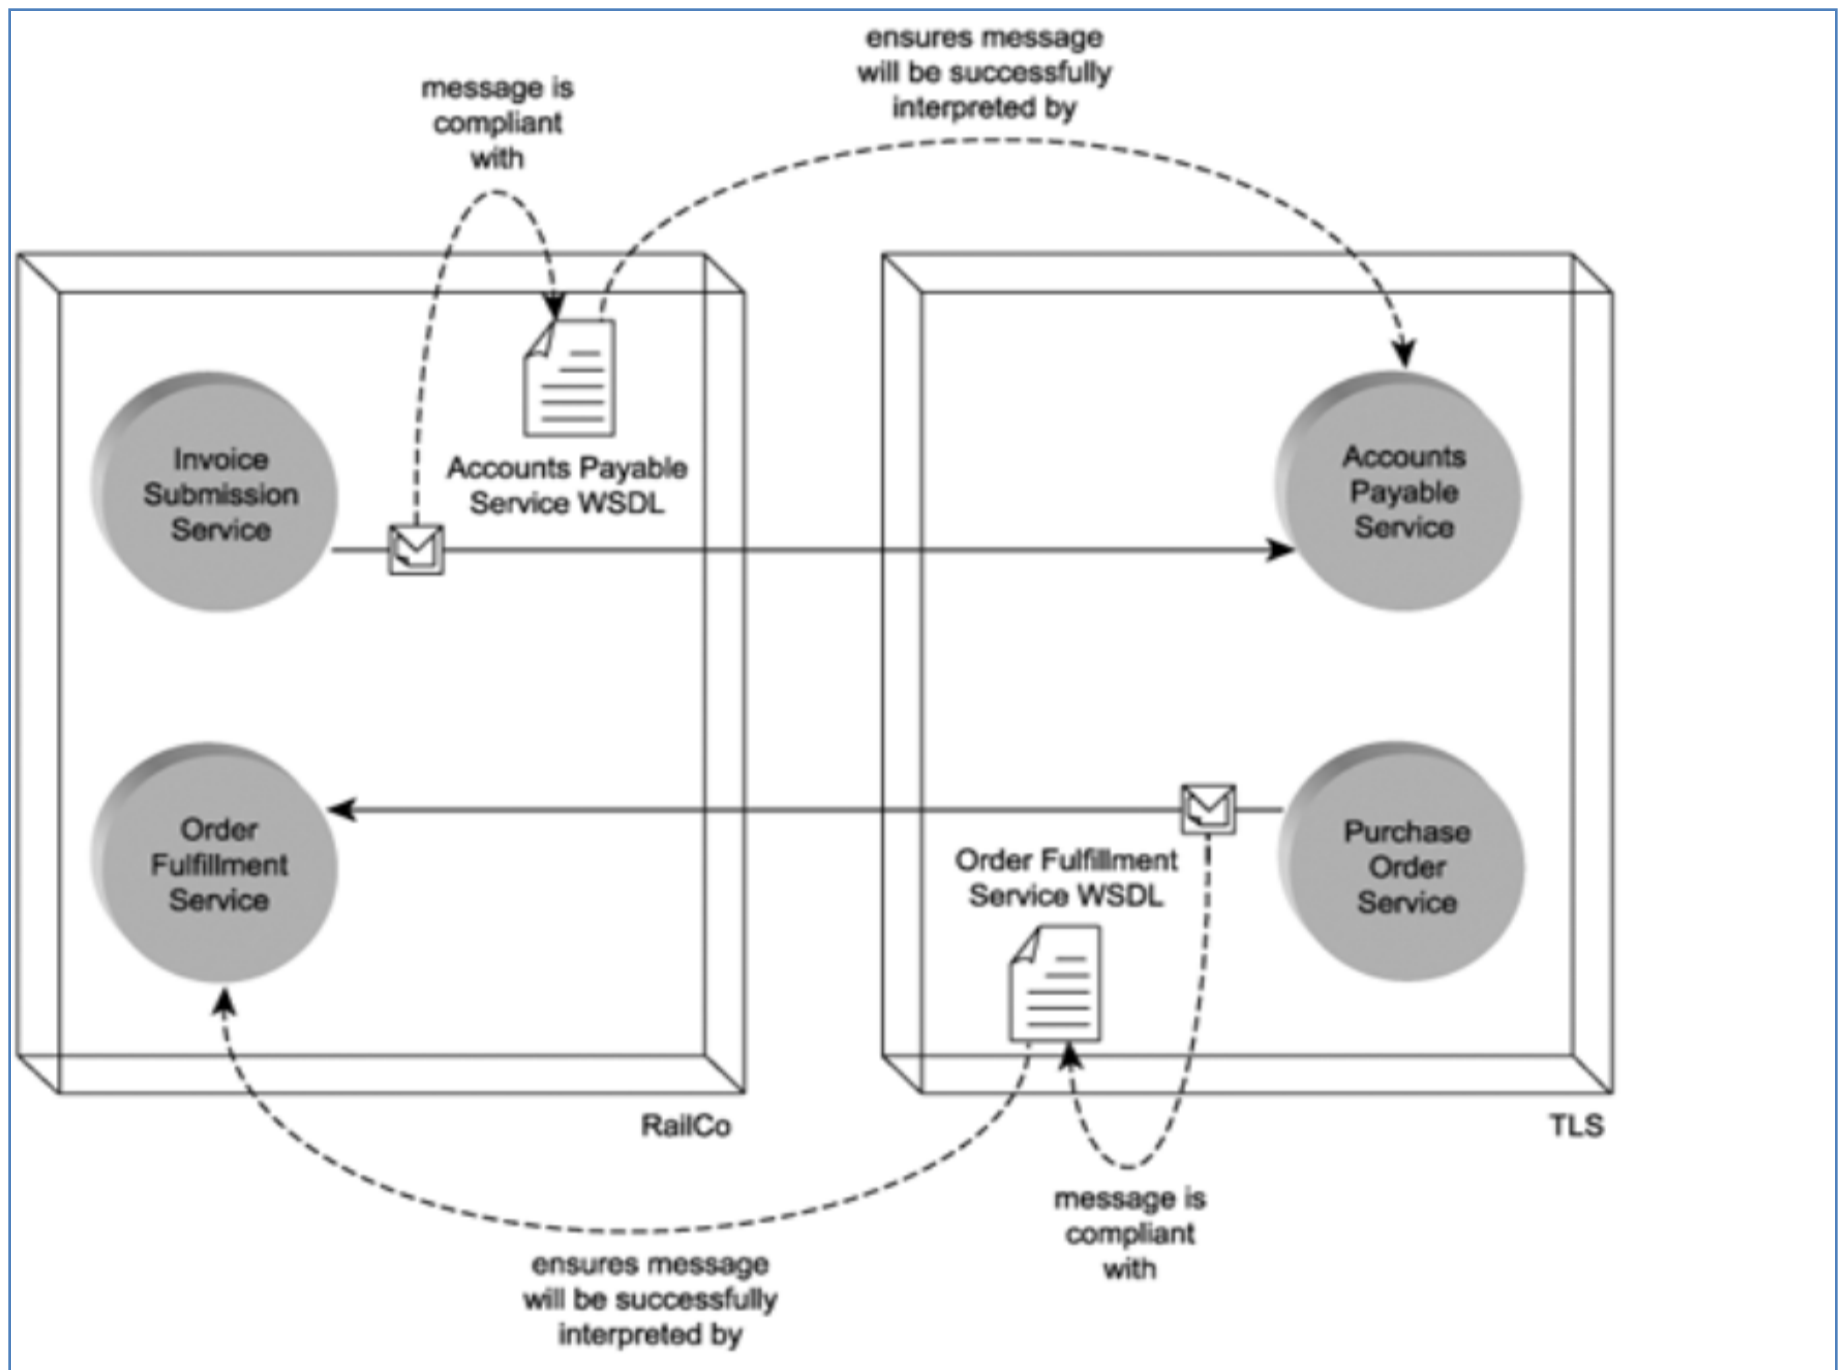 ensures message
will be successfully
interpreted by
message is
compliant
with
Invoice
Submission
Service
Accounts Payable
Service WSDL
Accounts
Payable
Service
Order
Fulfillment
Service
Order Fulfillment
Service WSDL
Purchase
Order
Service
RailCo
TLS
message is
compliant
with
ensures message
will be successfully
interpreted by